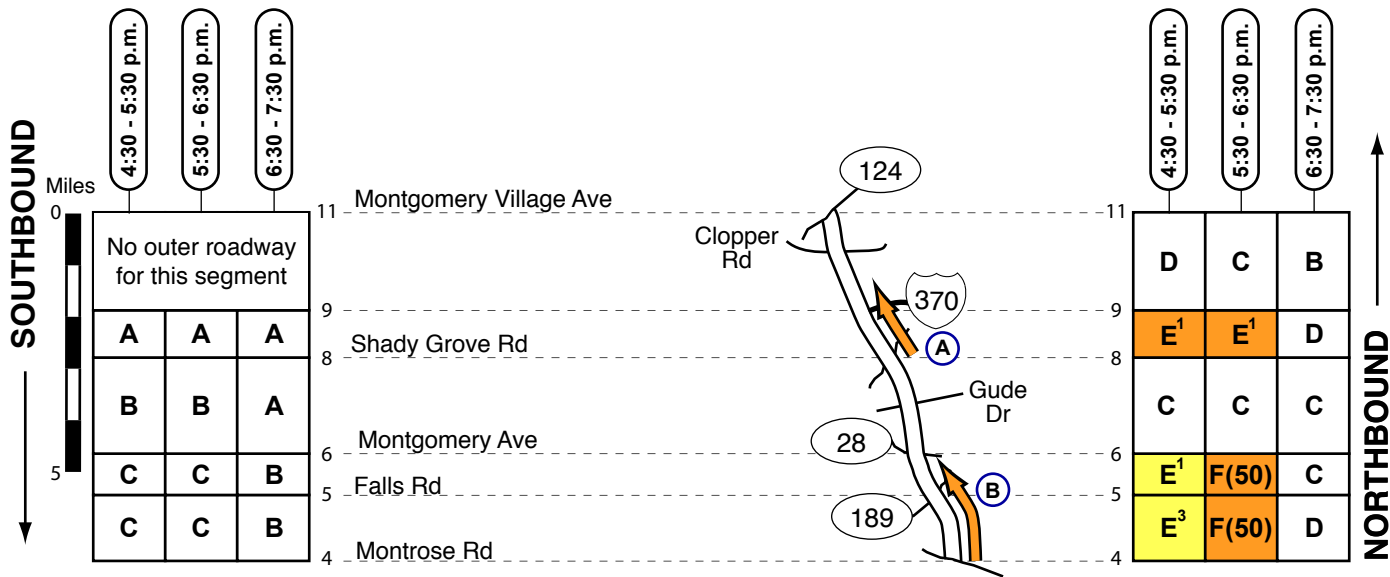 SOUTHBOUND
Miles
0
5
4:30 - 5:30 p.m.
5:30 - 6:30 p.m.
6:30 - 7:30 p.m.
No outer roadway
for this segment
A A A
B B A
C C B
C C B
11 Montgomery Village Ave 11
9 9
8 Shady Grove Rd 8
6 Montgomery Ave 6
5 Falls Rd 5
4 Montrose Rd 4
124
Clopper
Rd
370
A
Gude
Dr
28
B
189
4:30 - 5:30 p.m.
5:30 - 6:30 p.m.
6:30 - 7:30 p.m.
D C B
E¹ E¹ D
C C C
E¹ F(50) C
E³ F(50) D
NORTHBOUND